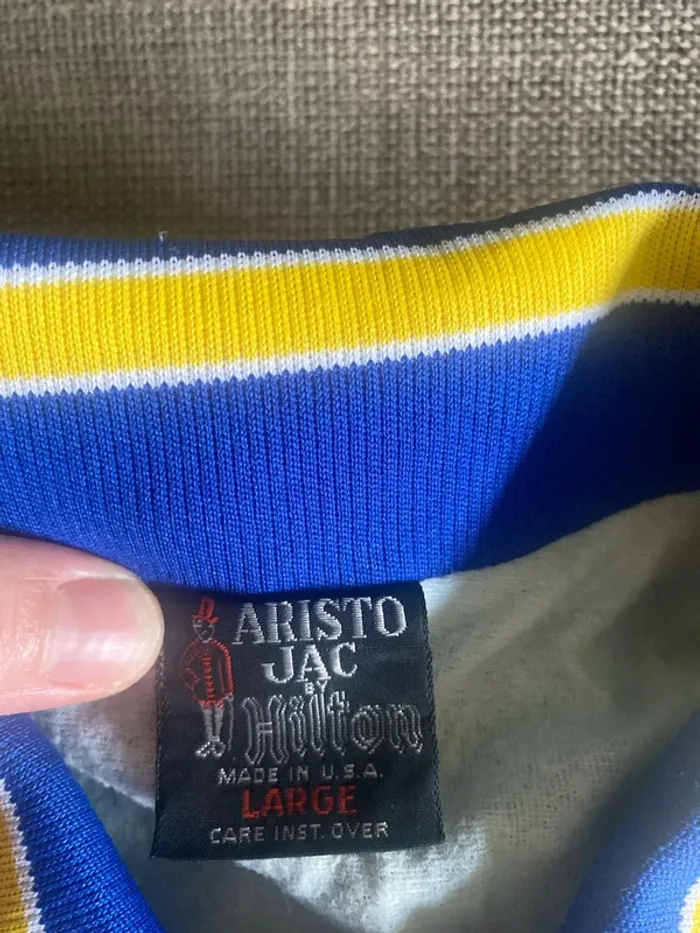 ARISTO
JAC
BY
Hilton
MADE IN U.S.A.
LARGE
CARE INST. OVER